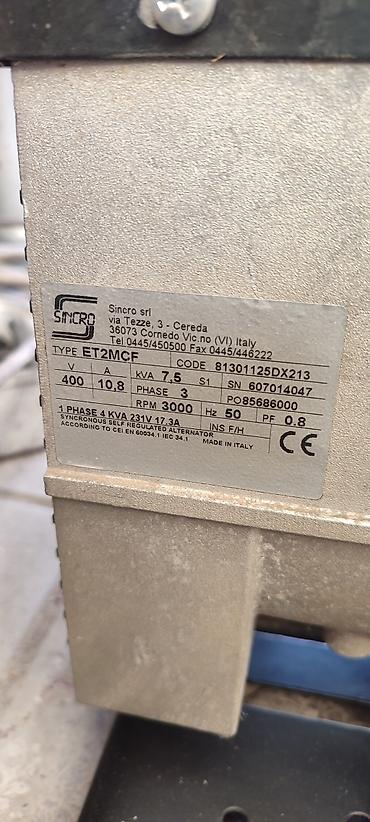 SINCRO
Sincro srl
via Tezze, 3 - Cereda
36073 Cornedo Vic.no (VI) Italy
Tel 0445/450500 Fax 0445/446222
TYPE ET2MCF CODE 81301125DX213
V A KVA 7,5 S1 SN 607014047
400 10,8 PHASE 3 PO85686000
RPM 3000 Hz 50 PF 0.8
1 PHASE 4 KVA 231V 17.3A INS F/H
SYNCRONOUS SELF REGULATED ALTERNATOR
ACCORDING TO CEI EN 60034.1 IEC 34.1 MADE IN ITALY
CE